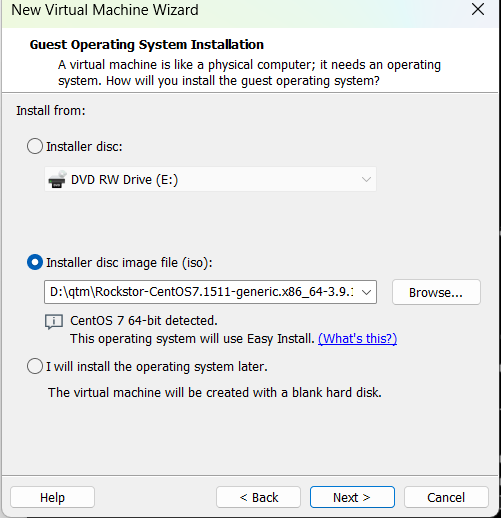 New Virtual Machine Wizard
Guest Operating System Installation
A virtual machine is like a physical computer; it needs an operating
system. How will you install the guest operating system?
Install from:
Installer disc:
DVD RW Drive (E:)
Installer disc image file (iso):
D:\qtm\Rockstor-CentOS7.1511-generic.x86_64-3.9.1
Browse...
CentOS 7 64-bit detected.
This operating system will use Easy Install. (What's this?)
I will install the operating system later.
The virtual machine will be created with a blank hard disk.
Help
< Back
Next >
Cancel